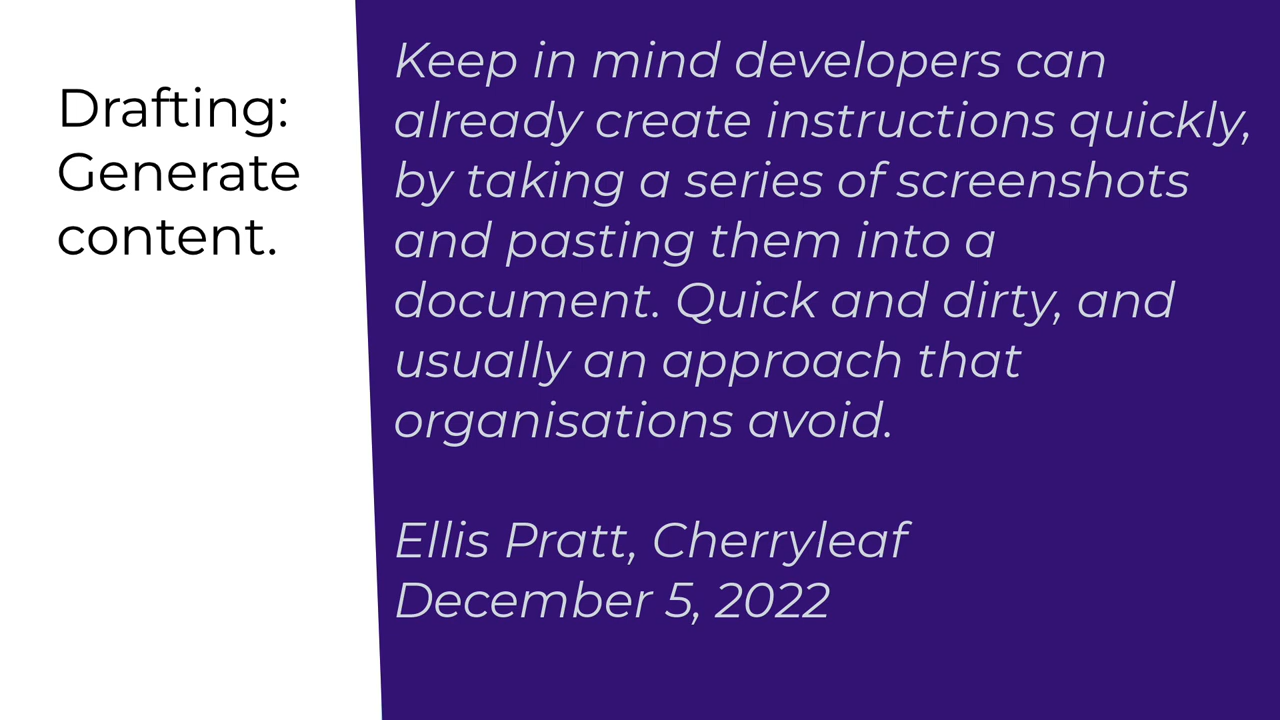 Drafting:
Generate
content.
Keep in mind developers can
already create instructions quickly,
by taking a series of screenshots
and pasting them into a
document. Quick and dirty, and
usually an approach that
organisations avoid.
Ellis Pratt, Cherryleaf
December 5, 2022